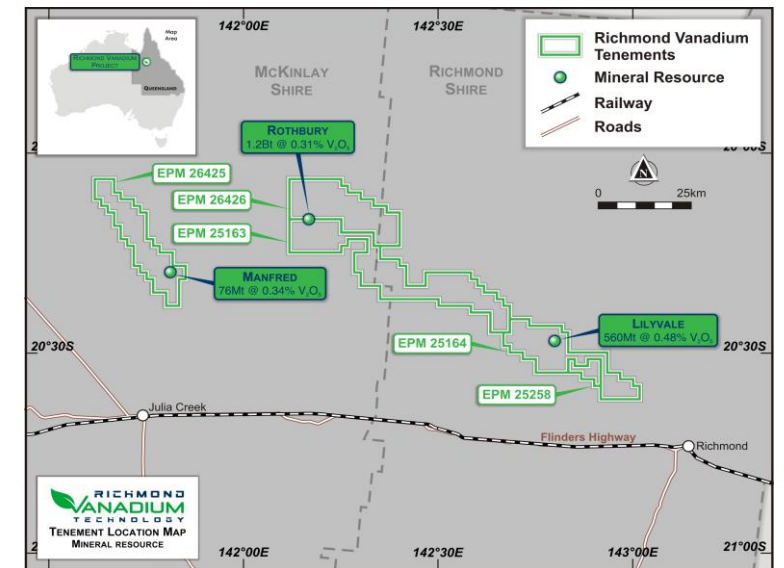 142°00E
142°30E
Map
Area
RICHMOND VANADIUM
PROJECT
QUEENSLAND
McKINLAY
SHIRE
RICHMOND
SHIRE
Richmond Vanadium
Tenements
Mineral Resource
Railway
Roads
ROTHBURY
1.2Bt @ 0.31% V₂O₅
20°00S
N
0 25km
EPM 26425
EPM 26426
EPM 25163
MANFRED
76Mt @ 0.34% V₂O₅
LILYVALE
560Mt @ 0.48% V₂O₅
20°30S
20°30S
EPM 25164
EPM 25258
Julia Creek
Flinders Highway
Richmond
RICHMOND
VANADIUM
TECHNOLOGY
TENEMENT LOCATION MAP
MINERAL RESOURCE
142°00E
142°30E
143°00E
21°00S